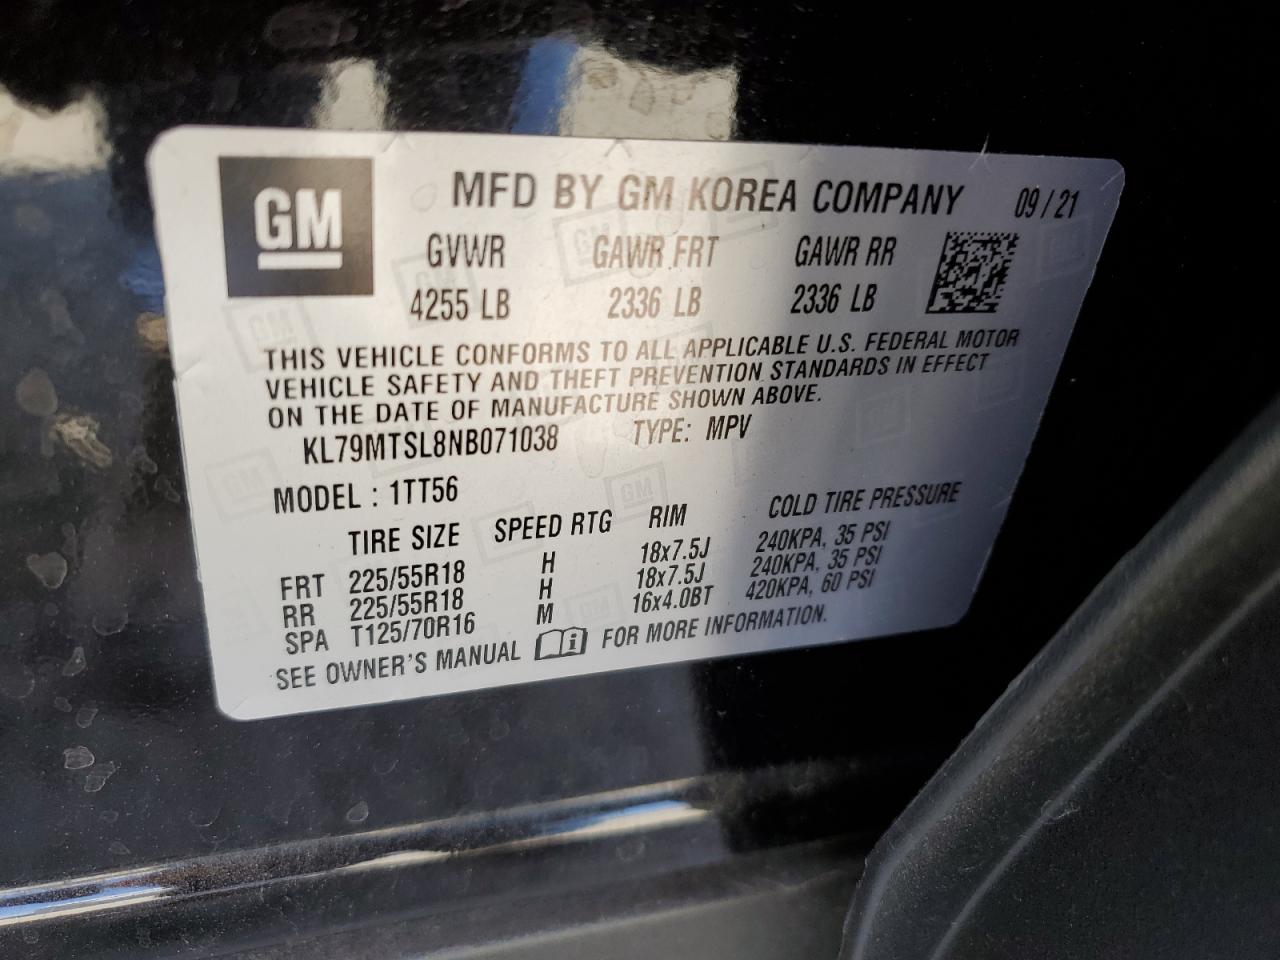 GM
MFD BY GM KOREA COMPANY 09/21
GVWR GAWR FRT GAWR RR
4255 LB 2336 LB 2336 LB
THIS VEHICLE CONFORMS TO ALL APPLICABLE U.S. FEDERAL MOTOR
VEHICLE SAFETY AND THEFT PREVENTION STANDARDS IN EFFECT
ON THE DATE OF MANUFACTURE SHOWN ABOVE.
KL79MTSL8NB071038 TYPE: MPV
MODEL : 1TT56
TIRE SIZE SPEED RTG RIM COLD TIRE PRESSURE
FRT 225/55R18 H 18x7.5J 240KPA, 35 PSI
RR 225/55R18 H 18x7.5J 240KPA, 35 PSI
SPA T125/70R16 M 16x4.0BT 420KPA, 60 PSI
SEE OWNER'S MANUAL FOR MORE INFORMATION.